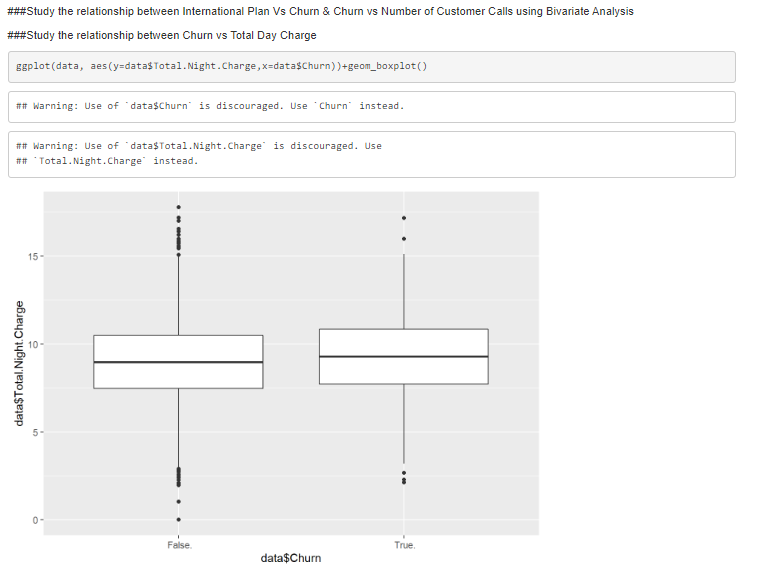 ###Study the relationship between International Plan Vs Churn & Churn vs Number of Customer Calls using Bivariate Analysis
###Study the relationship between Churn vs Total Day Charge
ggplot(data, aes(y=data$Total.Night.Charge,x=data$Churn))+geom_boxplot()
## Warning: Use of `data$Churn` is discouraged. Use `Churn` instead.
## Warning: Use of `data$Total.Night.Charge` is discouraged. Use
## `Total.Night.Charge` instead.
data$Total.Night.Charge
15
10
5
0
False.
True.
data$Churn